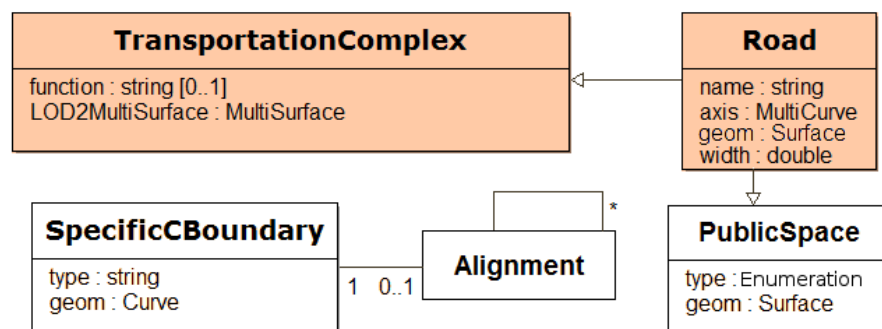 TransportationComplex
function : string [0..1]
LOD2MultiSurface : MultiSurface
Road
name : string
axis : MultiCurve
geom : Surface
width : double
SpecificCBoundary
type : string
geom : Curve
1 0..1
Alignment
*
PublicSpace
type : Enumeration
geom : Surface